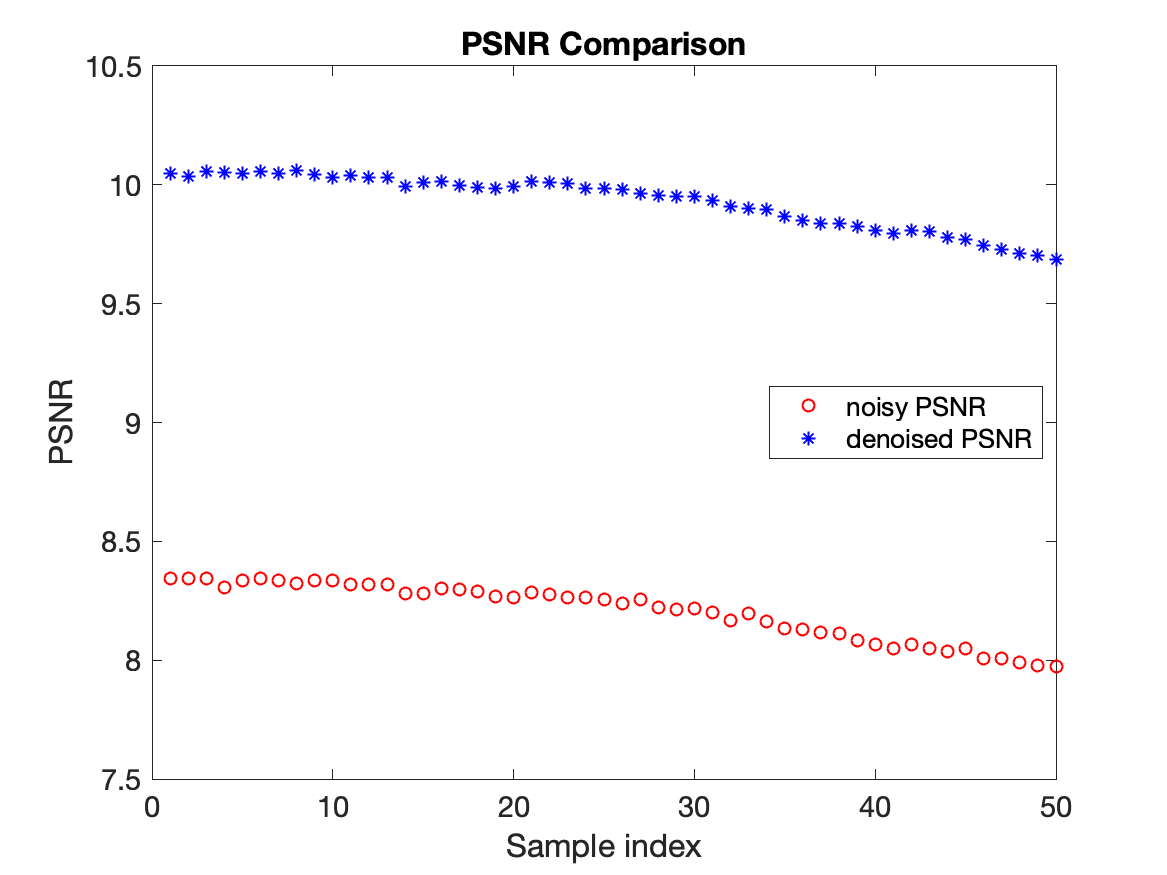 PSNR Comparison
10.5
10
9.5
9
8.5
8
7.5
PSNR
noisy PSNR
denoised PSNR
0 10 20 30 40 50
Sample index